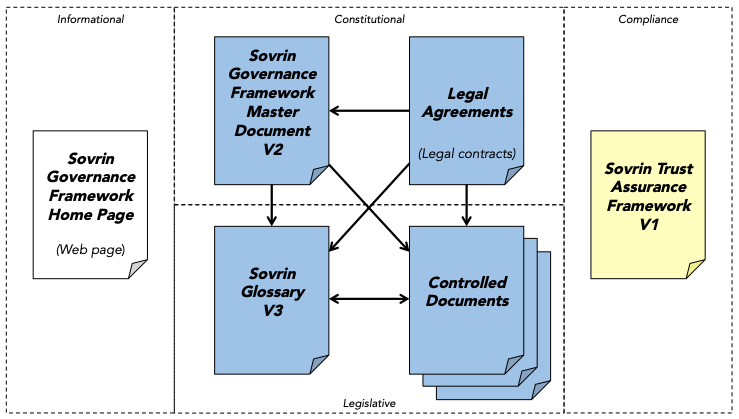 Informational
Constitutional
Compliance
Sovrin
Governance
Framework
Home Page
(Web page)
Sovrin
Governance
Framework
Master
Document
V2
Legal
Agreements
(Legal contracts)
Sovrin
Glossary
V3
Controlled
Documents
Legislative
Sovrin Trust
Assurance
Framework
V1